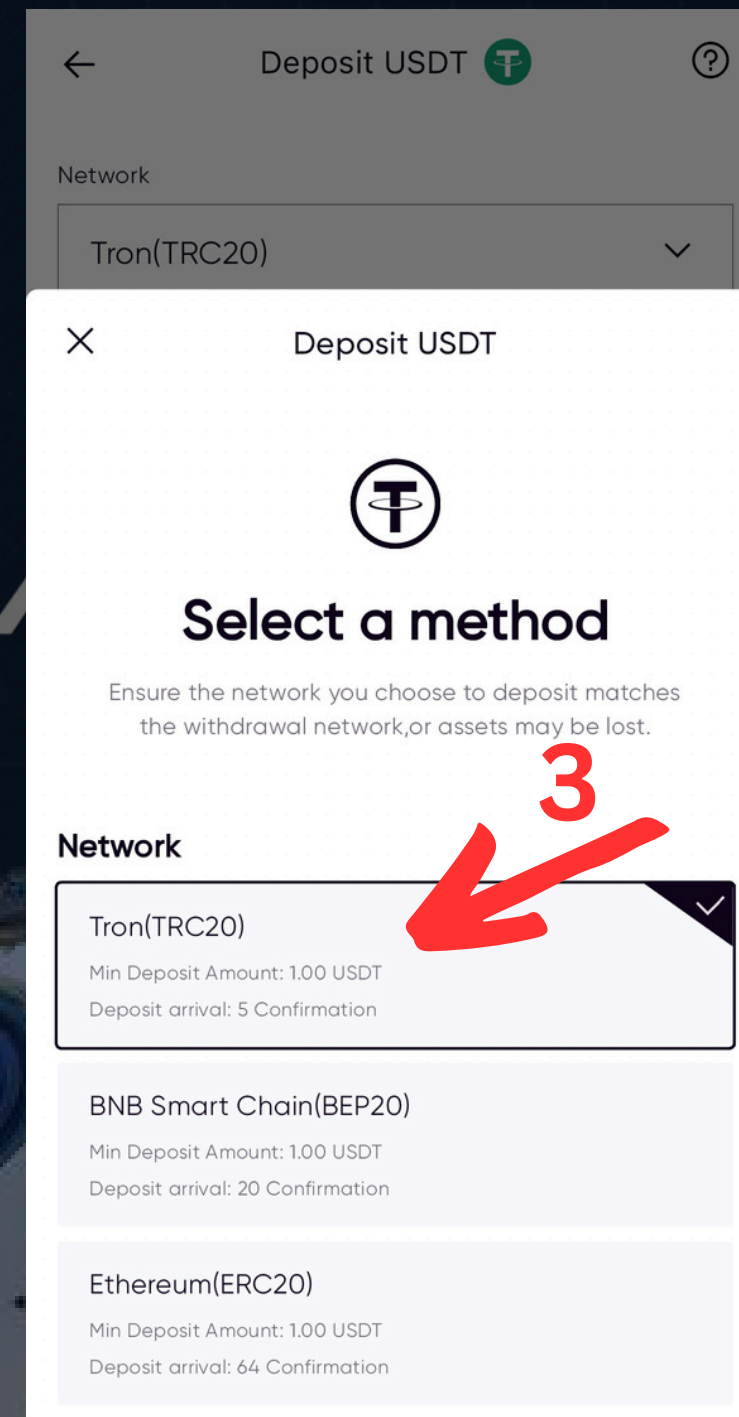 Deposit USDT
Network
Tron(TRC20)
Deposit USDT
Select a method
Ensure the network you choose to deposit matches
the withdrawal network,or assets may be lost.
3
Network
Tron(TRC20)
Min Deposit Amount: 1.00 USDT
Deposit arrival: 5 Confirmation
BNB Smart Chain(BEP20)
Min Deposit Amount: 1.00 USDT
Deposit arrival: 20 Confirmation
Ethereum(ERC20)
Min Deposit Amount: 1.00 USDT
Deposit arrival: 64 Confirmation